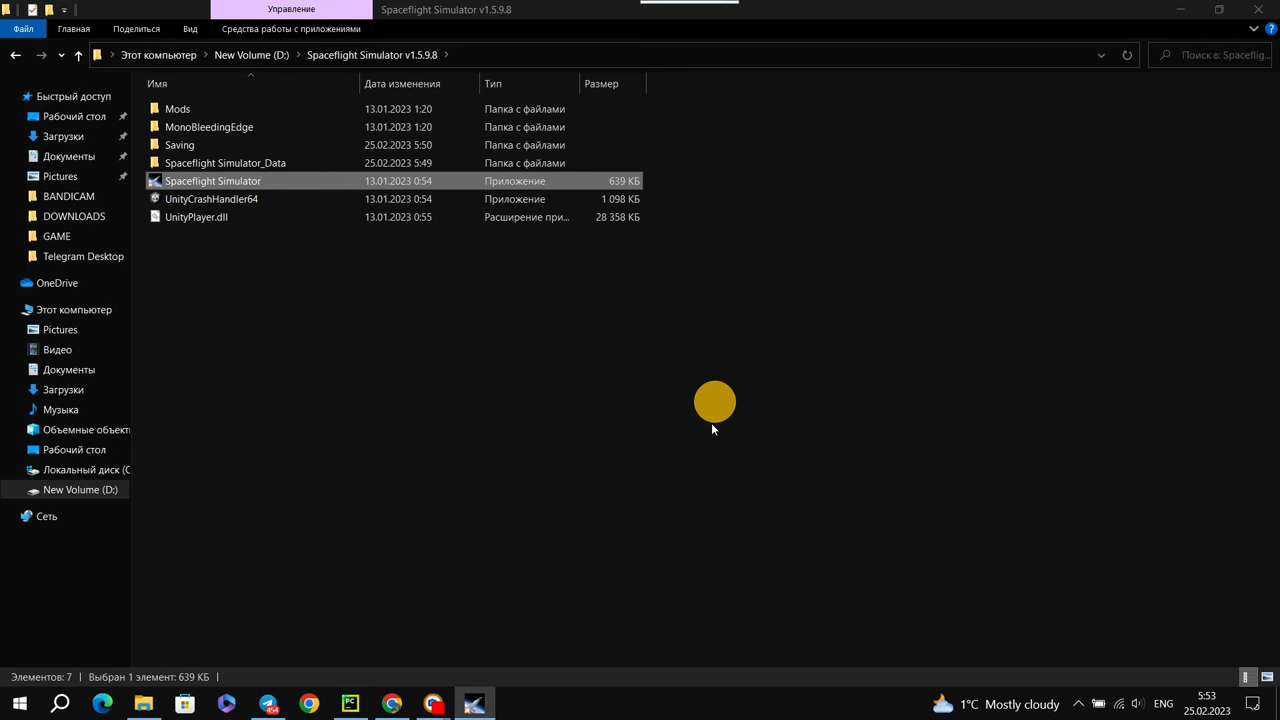 Управление
Spaceflight Simulator v1.5.9.8
Файл
Главная
Поделиться
Вид
Средства работы с приложениями
Этот компьютер
New Volume (D:)
Spaceflight Simulator v1.5.9.8
Поиск в: Spaceflig...
Имя
Дата изменения
Тип
Размер
Mods 13.01.2023 1:20 Папка с файлами
MonoBleedingEdge 13.01.2023 1:20 Папка с файлами
Saving 25.02.2023 5:50 Папка с файлами
Spaceflight Simulator_Data 25.02.2023 5:49 Папка с файлами
Spaceflight Simulator 13.01.2023 0:54 Приложение 639 КБ
UnityCrashHandler64 13.01.2023 0:54 Приложение 1 098 КБ
UnityPlayer.dll 13.01.2023 0:55 Расширение при... 28 358 КБ
Быстрый доступ
Рабочий стол
Загрузки
Документы
Pictures
BANDICAM
DOWNLOADS
GAME
Telegram Desktop
OneDrive
Этот компьютер
Pictures
Видео
Документы
Загрузки
Музыка
Объемные объект
Рабочий стол
Локальный диск (C
New Volume (D:)
Сеть
Элементов: 7
Выбран 1 элемент: 639 КБ
PC
454
1°C Mostly cloudy
ENG
5:53
25.02.2023